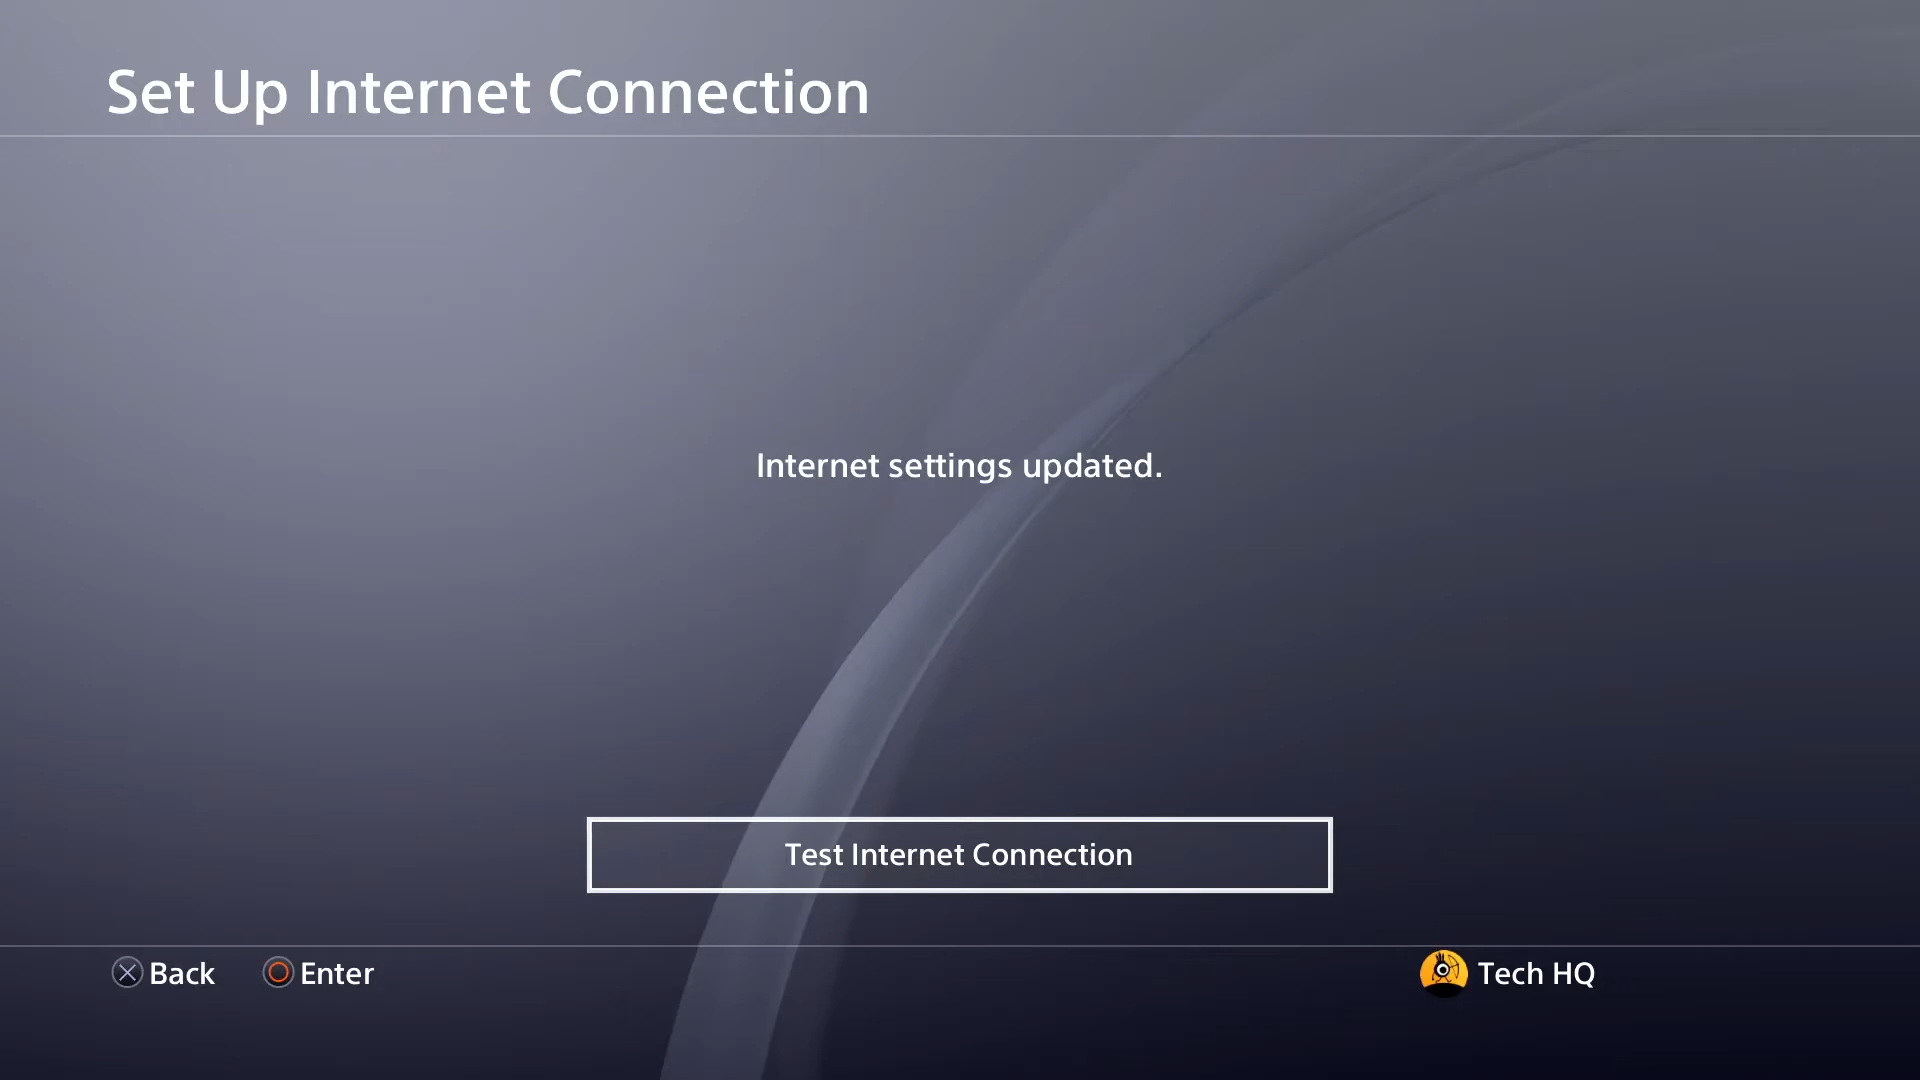 Set Up Internet Connection
Internet settings updated.
Test Internet Connection
Back
Enter
Tech HQ